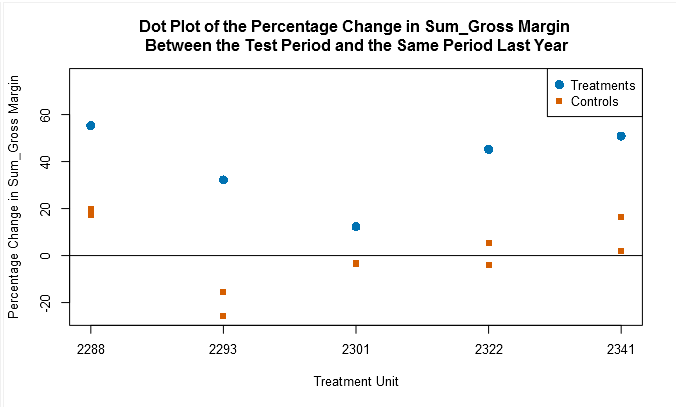 Dot Plot of the Percentage Change in Sum_Gross Margin
Between the Test Period and the Same Period Last Year
Treatments
Controls
Percentage Change in Sum_Gross Margin
60
40
20
0
-20
2288
2293
2301
2322
2341
Treatment Unit